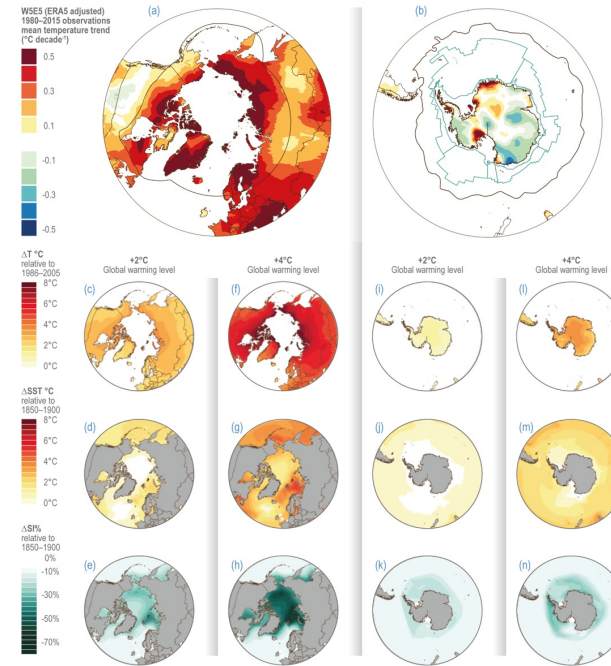 W5E5 (ERA5 adjusted)
1980–2015 observations
mean temperature trend
(°C decade⁻¹)
0.5
0.3
0.1
-0.1
-0.3
-0.5
(a)
(b)
+2°C
Global warming level
+4°C
Global warming level
+2°C
Global warming level
+4°C
Global warming level
ΔT °C
relative to
1986–2005
8°C
6°C
4°C
2°C
0°C
(c)
(f)
(i)
(l)
ΔSST °C
relative to
1850–1900
8°C
6°C
4°C
2°C
0°C
(d)
(g)
(j)
(m)
ΔSI%
relative to
1850–1900
0%
-10%
-30%
-50%
-70%
(e)
(h)
(k)
(n)